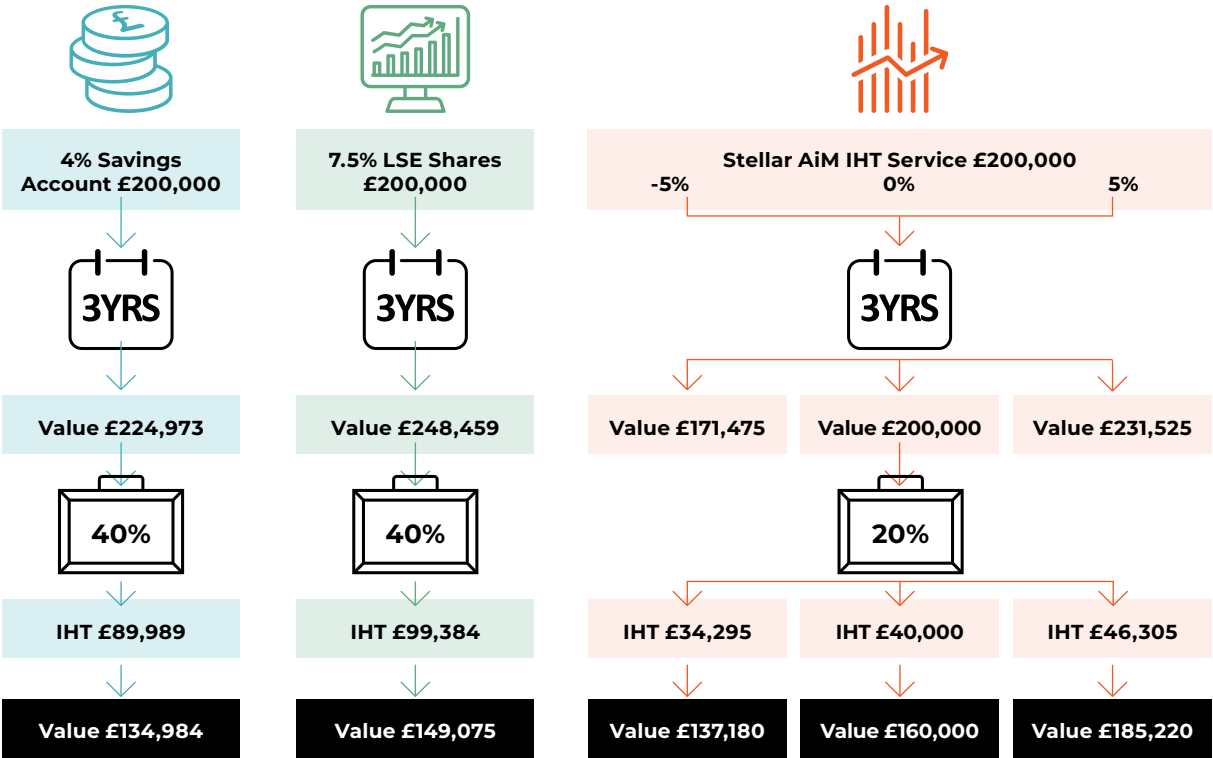 £
4% Savings
Account £200,000
7.5% LSE Shares
£200,000
Stellar AiM IHT Service £200,000
-5% 0% 5%
3YRS
3YRS
3YRS
Value £224,973
Value £248,459
Value £171,475
Value £200,000
Value £231,525
40%
40%
20%
IHT £89,989
IHT £99,384
IHT £34,295
IHT £40,000
IHT £46,305
Value £134,984
Value £149,075
Value £137,180
Value £160,000
Value £185,220